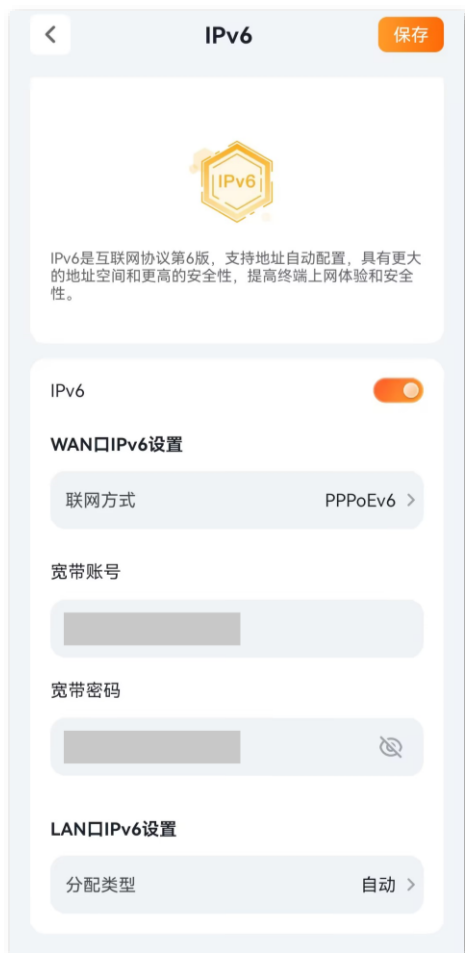 IPv6
保存
IPv6
IPv6是互联网协议第6版，支持地址自动配置，具有更大
的地址空间和更高的安全性，提高终端上网体验和安全
性。
IPv6
WAN口IPv6设置
联网方式 PPPoEv6
宽带账号
宽带密码
LAN口IPv6设置
分配类型 自动